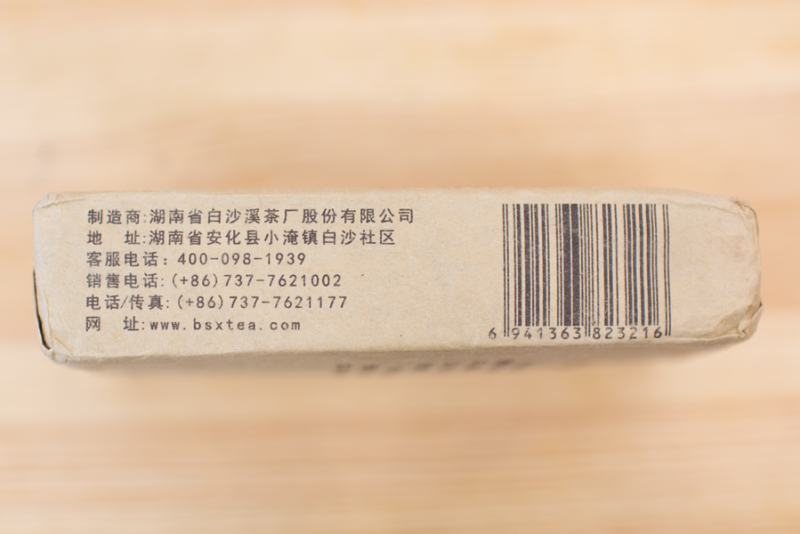 制造商:湖南省白沙溪茶厂股份有限公司
地 址:湖南省安化县小淹镇白沙社区
客服电话: 400-098-1939
销售电话:(+86)737-7621002
电话/传真:(+86)737-7621177
网 址:www.bsxtea.com
6 941363 823216